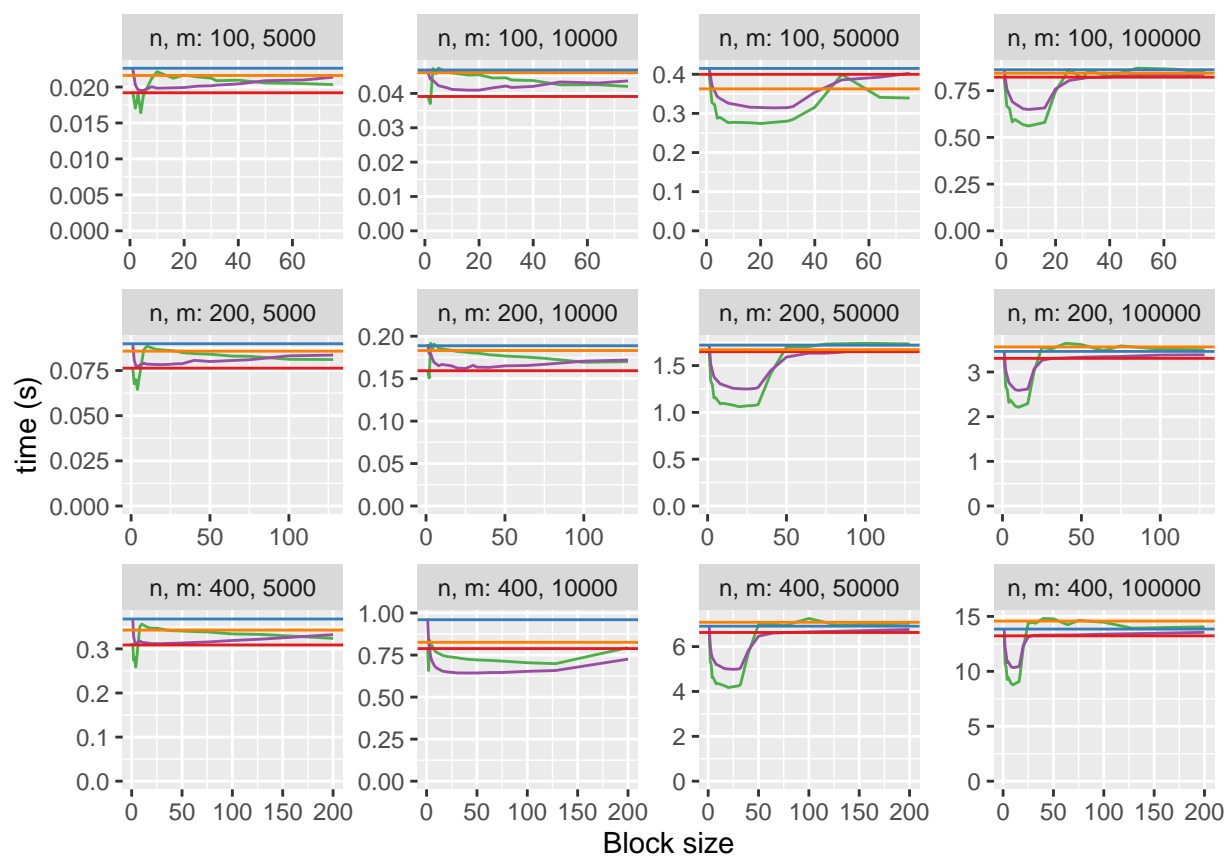 n, m: 100, 5000
n, m: 100, 10000
n, m: 100, 50000
n, m: 100, 100000
0.020
0.015
0.010
0.005
0.000
0 20 40 60
0.04
0.03
0.02
0.01
0.00
0 20 40 60
0.4
0.3
0.2
0.1
0.0
0 20 40 60
0.75
0.50
0.25
0.00
0 20 40 60
n, m: 200, 5000
n, m: 200, 10000
n, m: 200, 50000
n, m: 200, 100000
time (s)
0.075
0.050
0.025
0.000
0 50 100
0.20
0.15
0.10
0.05
0.00
0 50 100
1.5
1.0
0.5
0.0
0 50 100
3
2
1
0
0 50 100
n, m: 400, 5000
n, m: 400, 10000
n, m: 400, 50000
n, m: 400, 100000
0.3
0.2
0.1
0.0
0 50 100 150 200
1.00
0.75
0.50
0.25
0.00
0 50 100 150 200
6
4
2
0
0 50 100 150 200
15
10
5
0
0 50 100 150 200
Block size